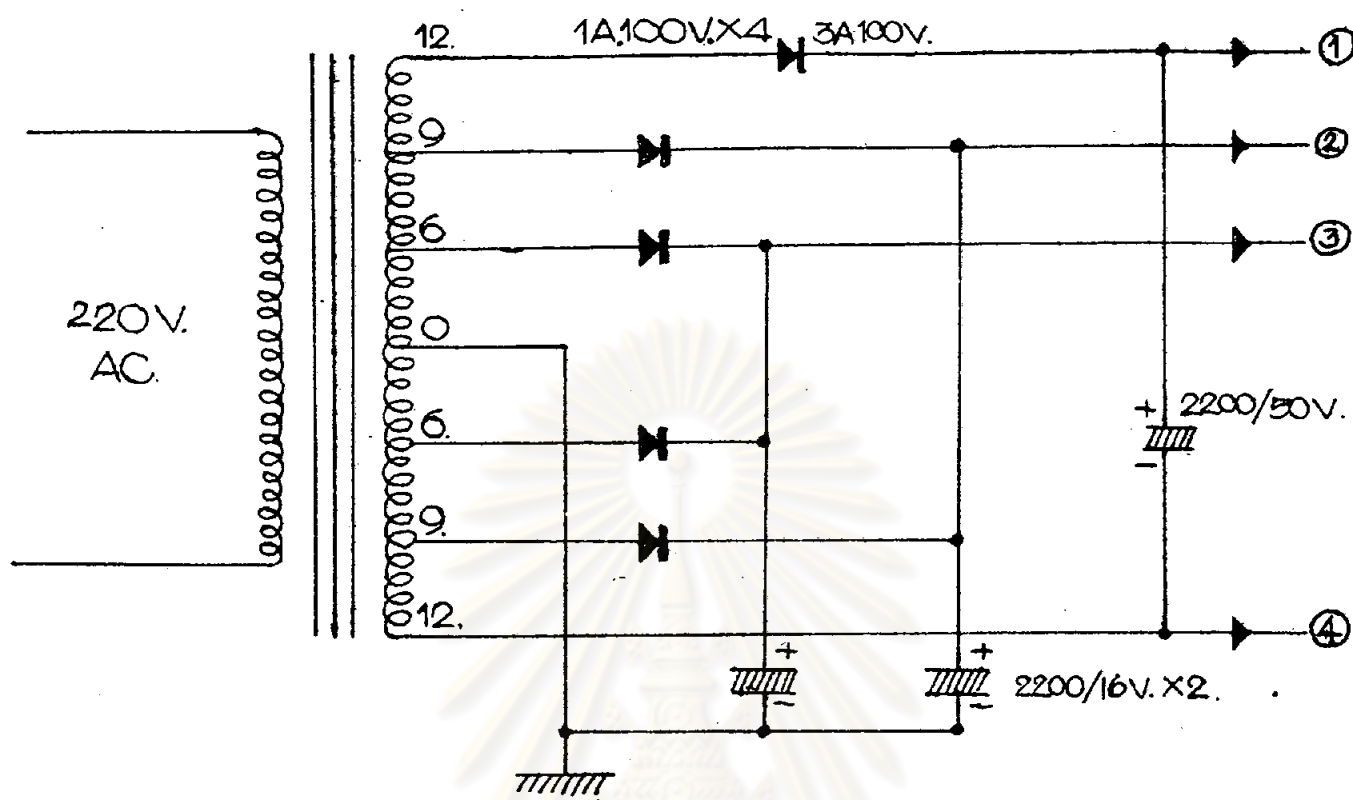 12.
1A.100V.X4
3A100V.
①
9
②
6
③
220V.
AC.
0
6.
+ 2200/50V.
-
9.
12.
④
+
-
+
-
2200/16V.X2.